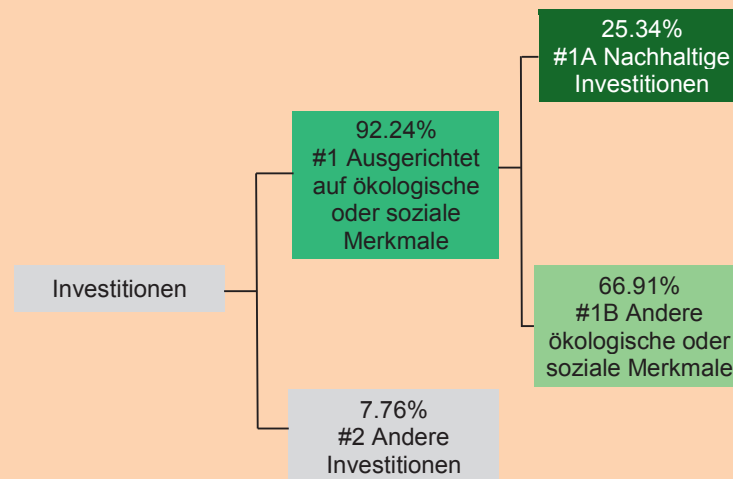 25.34%
#1A Nachhaltige
Investitionen
92.24%
#1 Ausgerichtet
auf ökologische
oder soziale
Merkmale
Investitionen
66.91%
#1B Andere
ökologische oder
soziale Merkmale
7.76%
#2 Andere
Investitionen